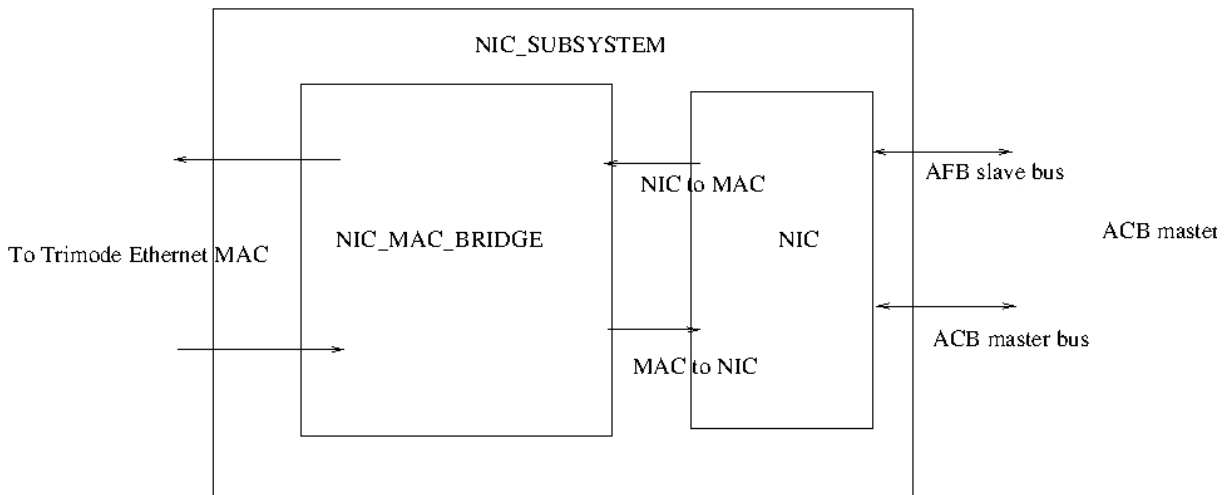 NIC_SUBSYSTEM
AFB slave bus
NIC to MAC
NIC_MAC_BRIDGE
NIC
ACB master
To Trimode Ethernet MAC
ACB master bus
MAC to NIC